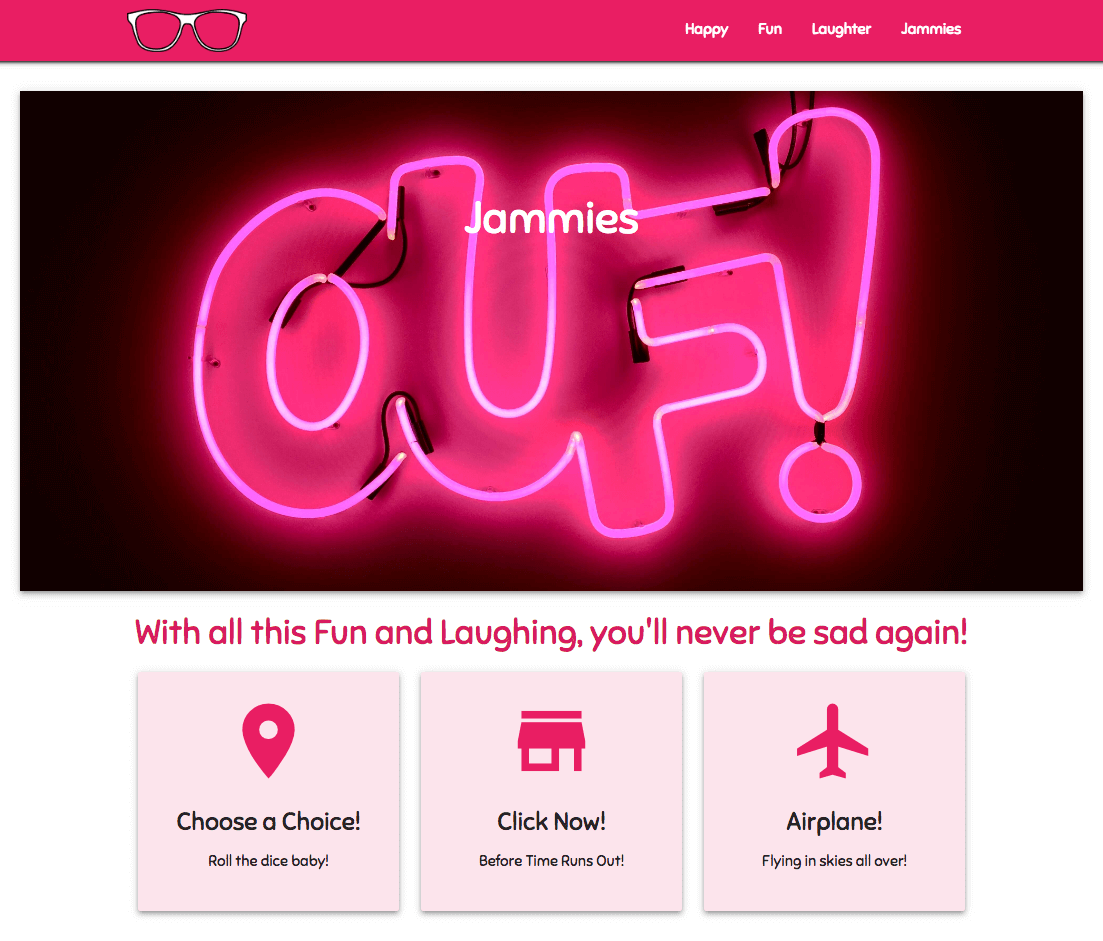 Happy Fun Laughter Jammies
OUF!
Jammies
With all this Fun and Laughing, you'll never be sad again!
Choose a Choice!
Roll the dice baby!
Click Now!
Before Time Runs Out!
Airplane!
Flying in skies all over!